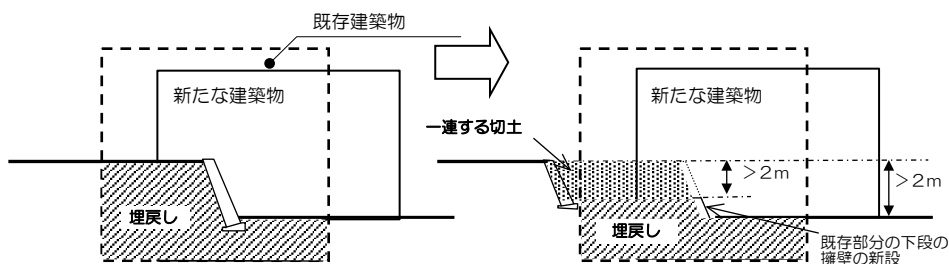 既存建築物
新たな建築物
埋戻し
新たな建築物
一連する切土
＞2ｍ
＞2ｍ
埋戻し
既存部分の下段の
擁壁の新設